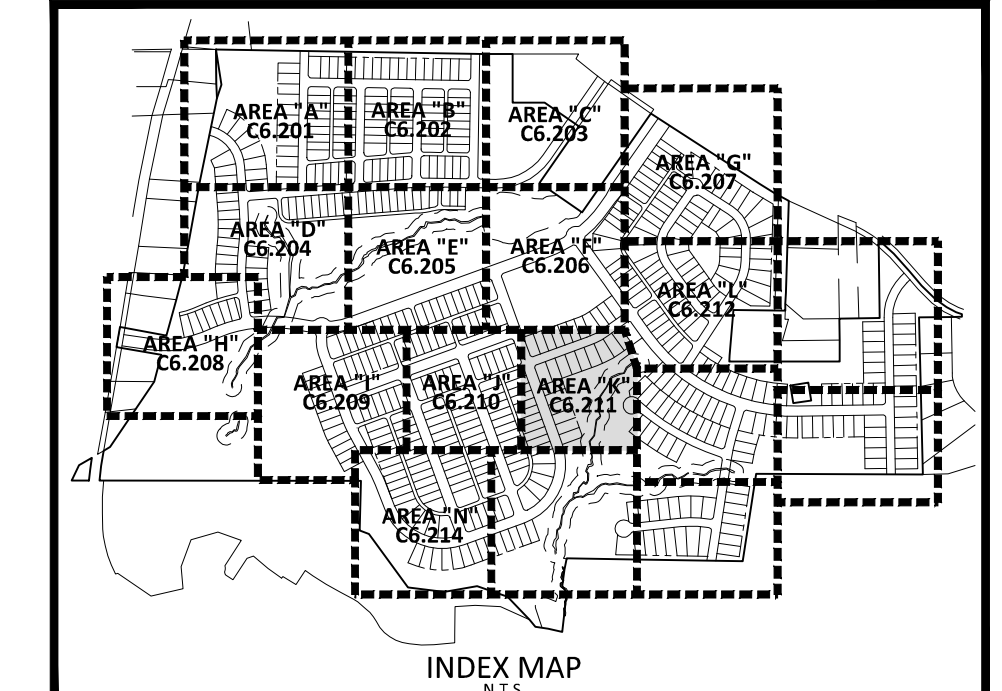 AREA "A"
C6.201
AREA "B"
C6.202
AREA "C"
C6.203
AREA "G"
C6.207
AREA "D"
C6.204
AREA "E"
C6.205
AREA "F"
C6.206
AREA "L"
C6.212
AREA "H"
C6.208
AREA "I"
C6.209
AREA "J"
C6.210
AREA "K"
C6.211
AREA "N"
C6.214
INDEX MAP
N.T.S.